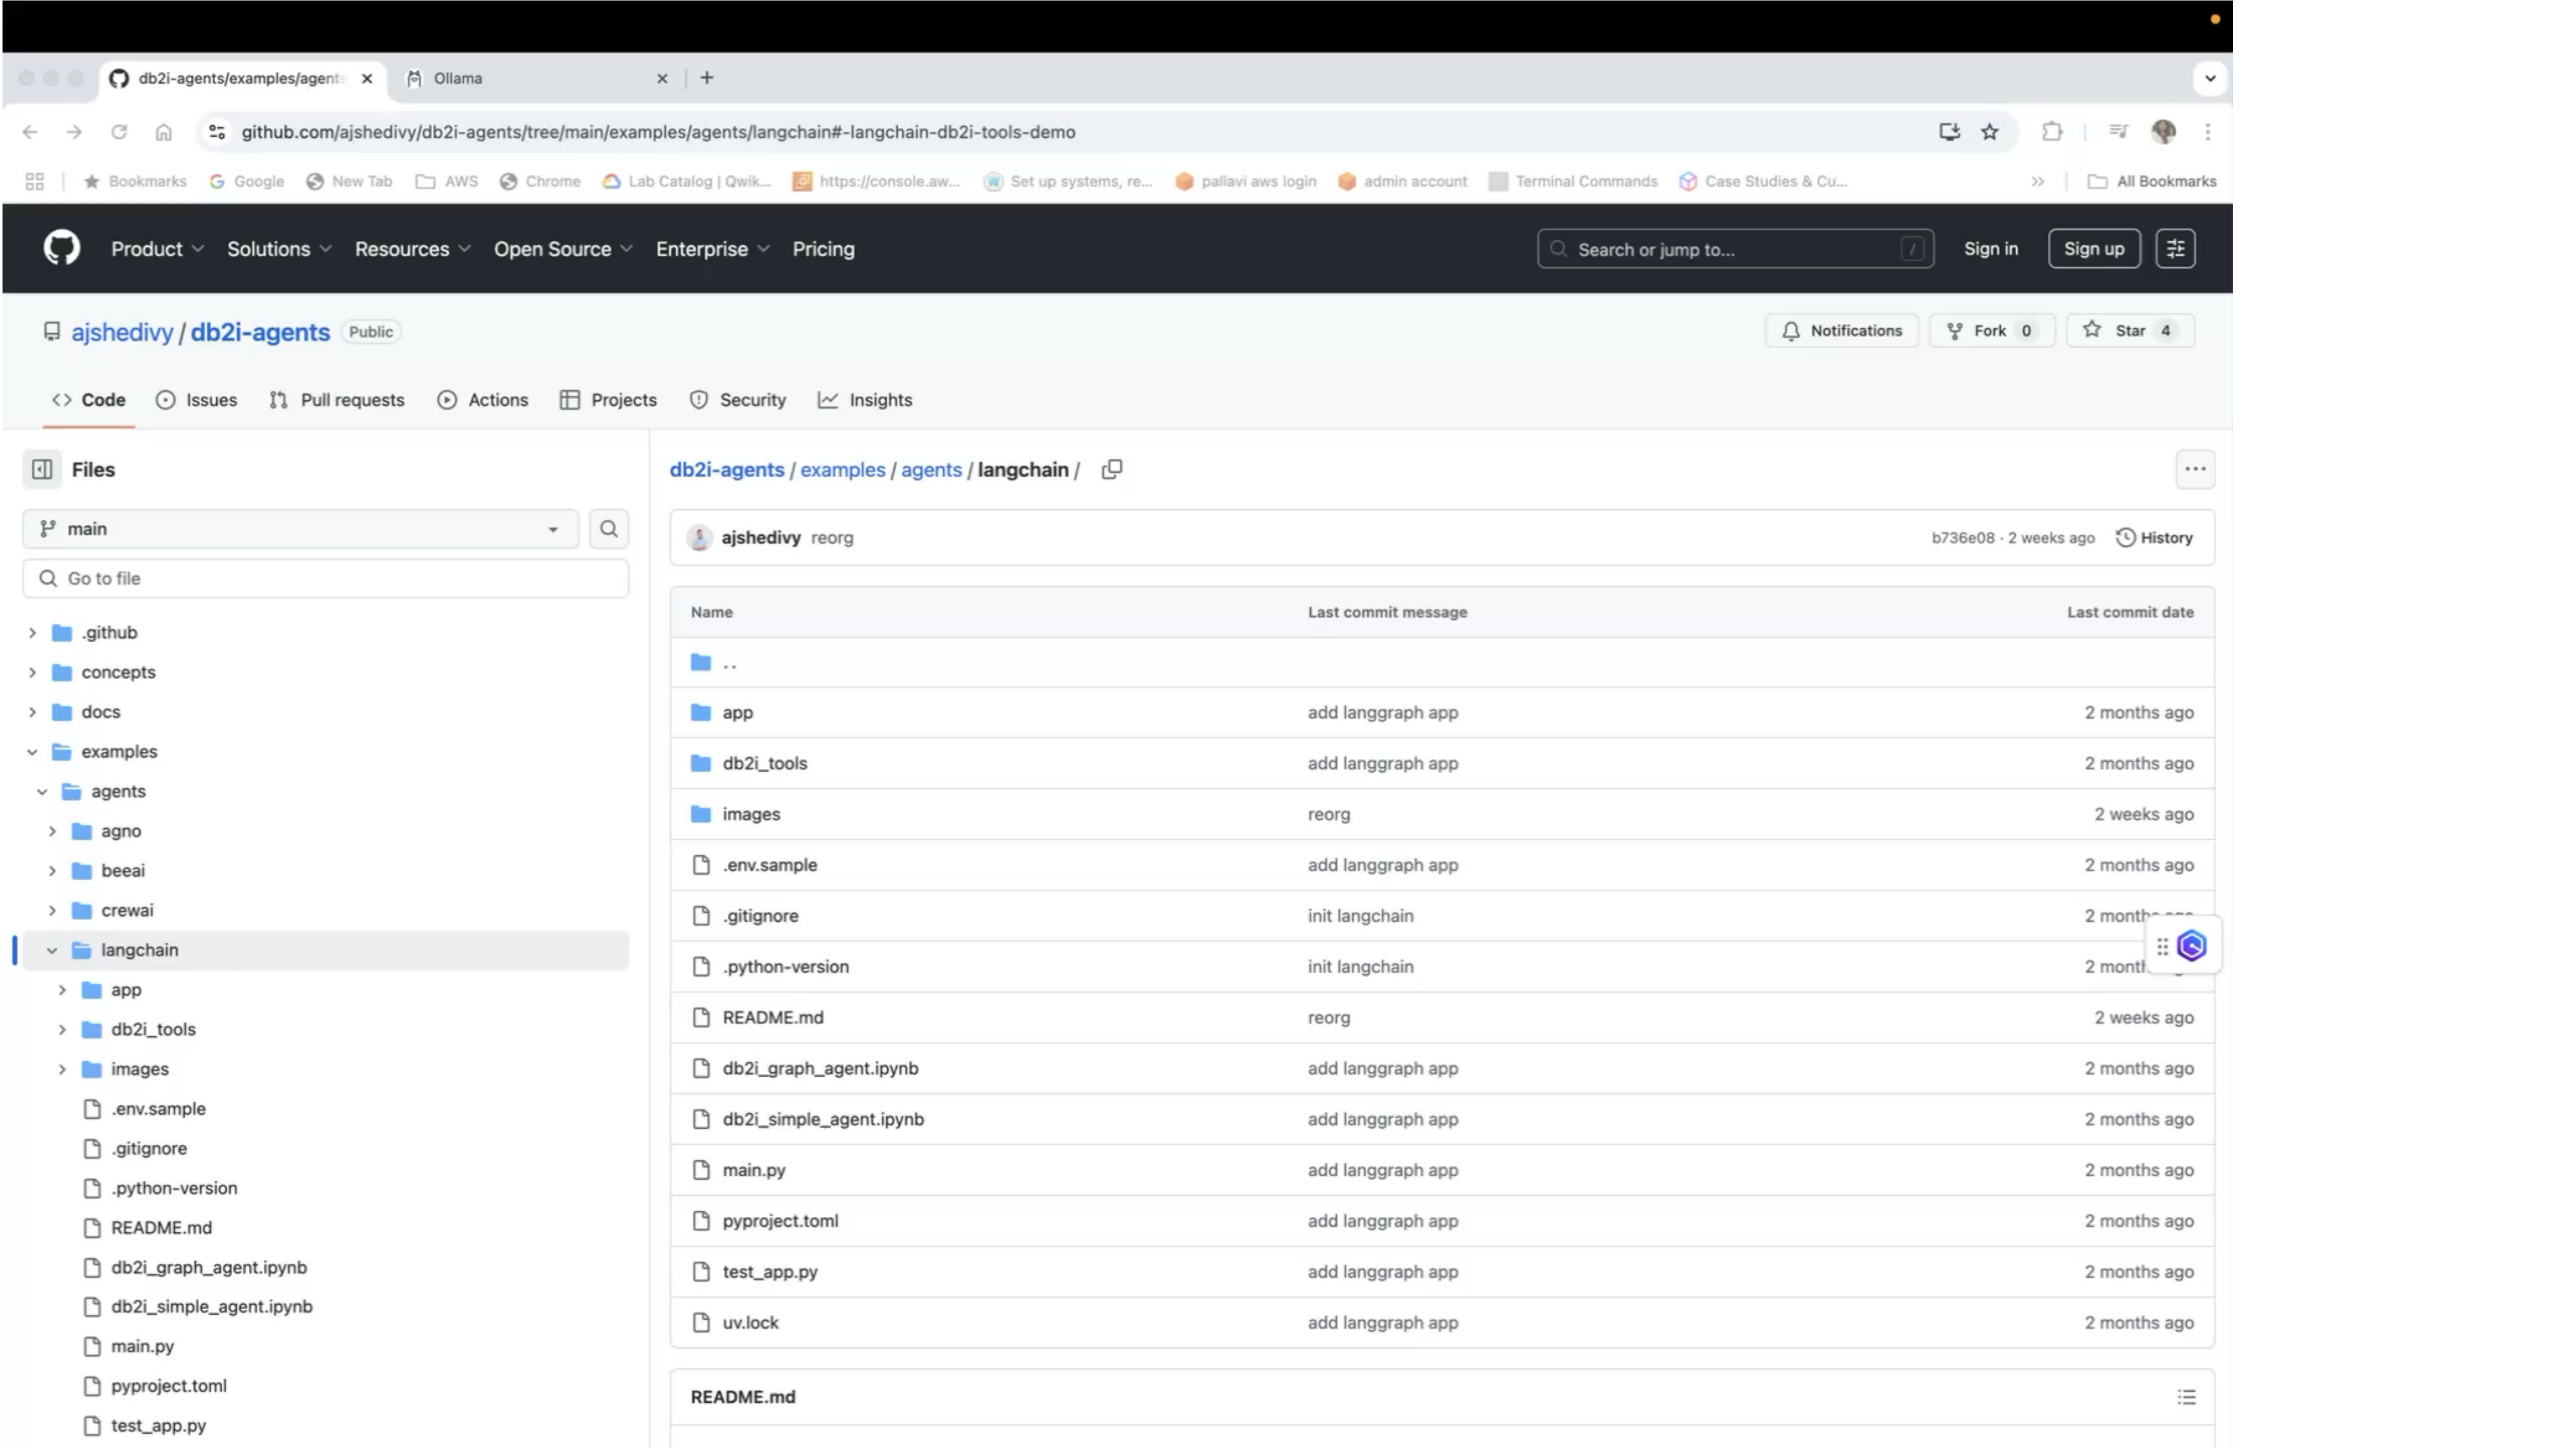 db2i-agents/examples/agents
Ollama
github.com/ajshedivy/db2i-agents/tree/main/examples/agents/langchain#-langchain-db2i-tools-demo
Bookmarks Google New Tab AWS Chrome Lab Catalog | Qwik... https://console.aw... Set up systems, re... pallavi aws login admin account Terminal Commands Case Studies & Cu... All Bookmarks
Product Solutions Resources Open Source Enterprise Pricing Search or jump to... / Sign in Sign up
ajshedivy / db2i-agents Public Notifications Fork 0 Star 4
Code Issues Pull requests Actions Projects Security Insights
Files
main
Go to file
.github
concepts
docs
examples
agents
agno
beeai
crewai
langchain
app
db2i_tools
images
.env.sample
.gitignore
.python-version
README.md
db2i_graph_agent.ipynb
db2i_simple_agent.ipynb
main.py
pyproject.toml
test_app.py
db2i-agents / examples / agents / langchain /
ajshedivy reorg b736e08 · 2 weeks ago History
Name Last commit message Last commit date
..
app add langgraph app 2 months ago
db2i_tools add langgraph app 2 months ago
images reorg 2 weeks ago
.env.sample add langgraph app 2 months ago
.gitignore init langchain 2 months ago
.python-version init langchain 2
README.md reorg 2 weeks ago
db2i_graph_agent.ipynb add langgraph app 2 months ago
db2i_simple_agent.ipynb add langgraph app 2 months ago
main.py add langgraph app 2 months ago
pyproject.toml add langgraph app 2 months ago
test_app.py add langgraph app 2 months ago
uv.lock add langgraph app 2 months ago
README.md